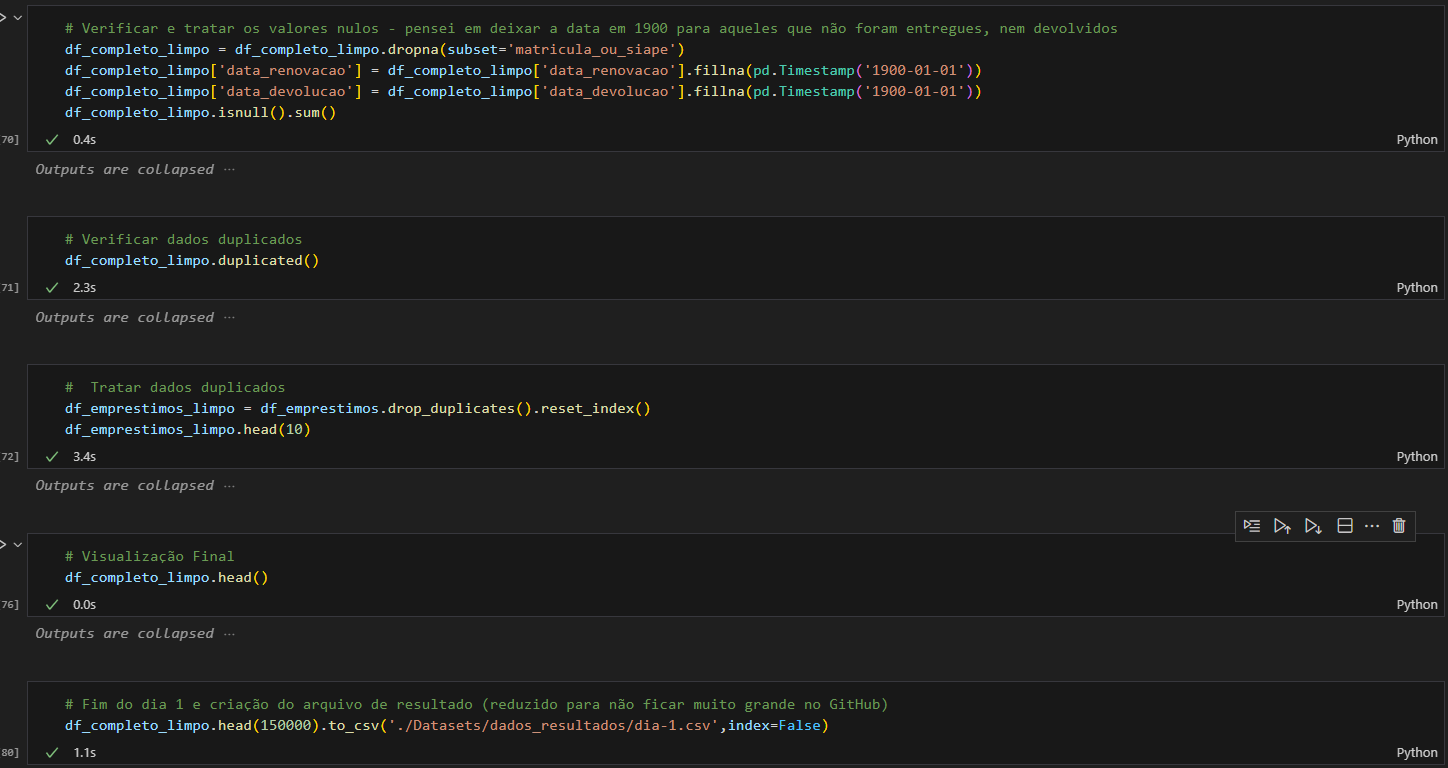 # Verificar e tratar os valores nulos - pensei em deixar a data em 1900 para aqueles que não foram entregues, nem devolvidos
df_completo_limpo = df_completo_limpo.dropna(subset='matricula_ou_siape')
df_completo_limpo['data_renovacao'] = df_completo_limpo['data_renovacao'].fillna(pd.Timestamp('1900-01-01'))
df_completo_limpo['data_devolucao'] = df_completo_limpo['data_devolucao'].fillna(pd.Timestamp('1900-01-01'))
df_completo_limpo.isnull().sum()
70] 0.4s Python
Outputs are collapsed ...
# Verificar dados duplicados
df_completo_limpo.duplicated()
71] 2.3s Python
Outputs are collapsed ...
#  Tratar dados duplicados
df_emprestimos_limpo = df_emprestimos.drop_duplicates().reset_index()
df_emprestimos_limpo.head(10)
72] 3.4s Python
Outputs are collapsed ...
# Visualização Final
df_completo_limpo.head()
76] 0.0s Python
Outputs are collapsed ...
# Fim do dia 1 e criação do arquivo de resultado (reduzido para não ficar muito grande no GitHub)
df_completo_limpo.head(150000).to_csv('./Datasets/dados_resultados/dia-1.csv',index=False)
80] 1.1s Python